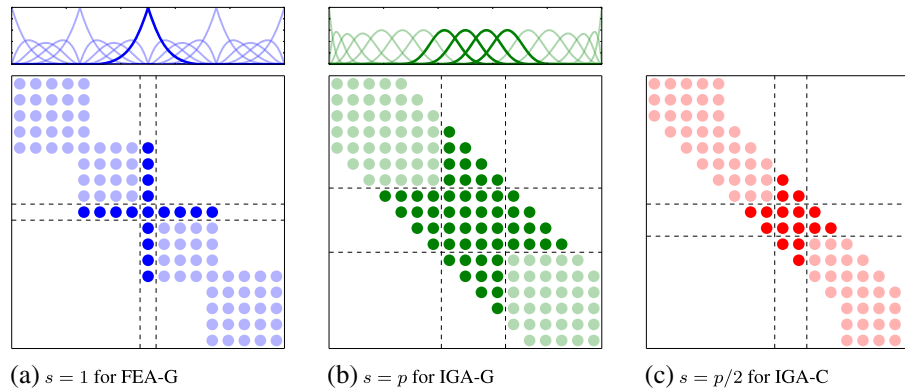 (a) s = 1 for FEA-G
(b) s = p for IGA-G
(c) s = p/2 for IGA-C